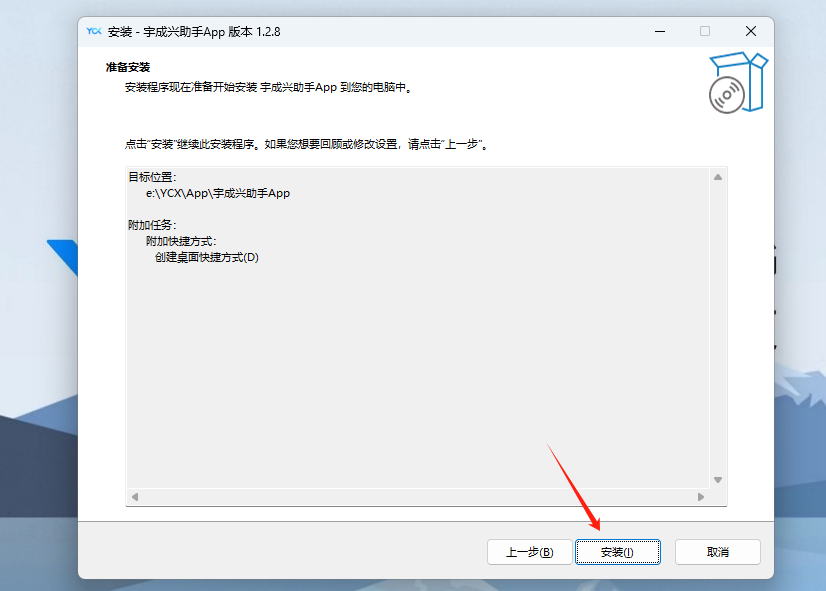 YCX 安装 - 宇成兴助手App 版本 1.2.8
准备安装
安装程序现在准备开始安装 宇成兴助手App 到您的电脑中。
点击“安装”继续此安装程序。如果您想要回顾或修改设置，请点击“上一步”。
目标位置：
e:\YCX\App\宇成兴助手App
附加任务：
附加快捷方式：
创建桌面快捷方式(D)
上一步(B) 安装(I) 取消